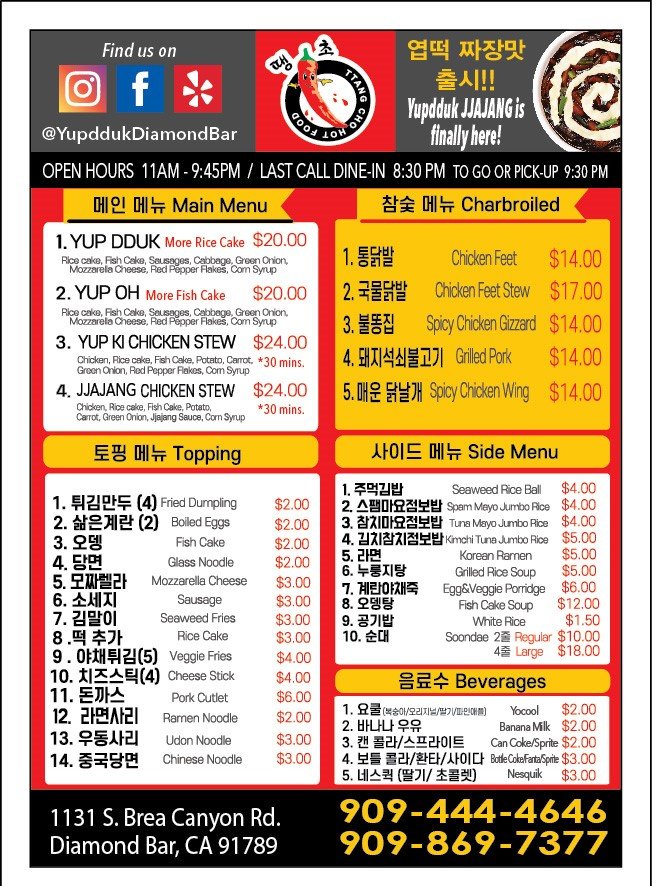 Find us on
@YupddukDiamondBar
땡초
TTANG CHO HOT FOOD
엽떡 짜장맛
출시!!
Yupdduk JJAJANG is
finally here!
OPEN HOURS 11AM - 9:45PM / LAST CALL DINE-IN 8:30 PM TO GO OR PICK-UP 9:30 PM
메인 메뉴 Main Menu
1. YUP DDUK More Rice Cake $20.00
Rice cake, Fish Cake, Sausages, Cabbage, Green Onion,
Mozzarella Cheese, Red Pepper Flakes, Corn Syrup
2. YUP OH More Fish Cake $20.00
Rice cake, Fish Cake, Sausages, Cabbage, Green Onion,
Mozzarella Cheese, Red Pepper Flakes, Corn Syrup
3. YUP KI CHICKEN STEW $24.00
Chicken, Rice cake, Fish Cake, Potato, Carrot, *30 mins.
Green Onion, Red Pepper Flakes, Corn Syrup
4. JJAJANG CHICKEN STEW $24.00
Chicken, Rice cake, Fish Cake, Potato, *30 mins.
Carrot, Green Onion, Jjajang Sauce, Corn Syrup
참숯 메뉴 Charbroiled
1. 통닭발 Chicken Feet $14.00
2. 국물닭발 Chicken Feet Stew $17.00
3. 불똥집 Spicy Chicken Gizzard $14.00
4. 돼지석쇠불고기 Grilled Pork $14.00
5. 매운 닭날개 Spicy Chicken Wing $14.00
토핑 메뉴 Topping
1. 튀김만두 (4) Fried Dumpling $2.00
2. 삶은계란 (2) Boiled Eggs $2.00
3. 오뎅 Fish Cake $2.00
4. 당면 Glass Noodle $2.00
5. 모짜렐라 Mozzarella Cheese $3.00
6. 소세지 Sausage $3.00
7. 김말이 Seaweed Fries $3.00
8 .떡 추가 Rice Cake $3.00
9 . 야채튀김(5) Veggie Fries $4.00
10. 치즈스틱(4) Cheese Stick $4.00
11. 돈까스 Pork Cutlet $6.00
12. 라면사리 Ramen Noodle $2.00
13. 우동사리 Udon Noodle $3.00
14. 중국당면 Chinese Noodle $3.00
사이드 메뉴 Side Menu
1. 주먹김밥 Seaweed Rice Ball $4.00
2. 스팸마요점보밥 Spam Mayo Jumbo Rice $4.00
3. 참치마요점보밥 Tuna Mayo Jumbo Rice $4.00
4. 김치참치점보밥 Kimchi Tuna Jumbo Rice $5.00
5. 라면 Korean Ramen $5.00
6. 누룽지탕 Grilled Rice Soup $5.00
7. 계란야채죽 Egg&Veggie Porridge $6.00
8. 오뎅탕 Fish Cake Soup $12.00
9. 공기밥 White Rice $1.50
10. 순대 Soondae 2줄 Regular $10.00
4줄 Large $18.00
음료수 Beverages
1. 요쿨(복숭아/오리지널/딸기/파인애플) Yocool $2.00
2. 바나나 우유 Banana Milk $2.00
3. 캔 콜라/스프라이트 Can Coke/Sprite $2.00
4. 보틀 콜라/환타/사이다 Bottle Coke/Fanta/Sprite $3.00
5. 네스퀵 (딸기/ 초콜렛) Nesquik $3.00
1131 S. Brea Canyon Rd.
Diamond Bar, CA 91789
909-444-4646
909-869-7377